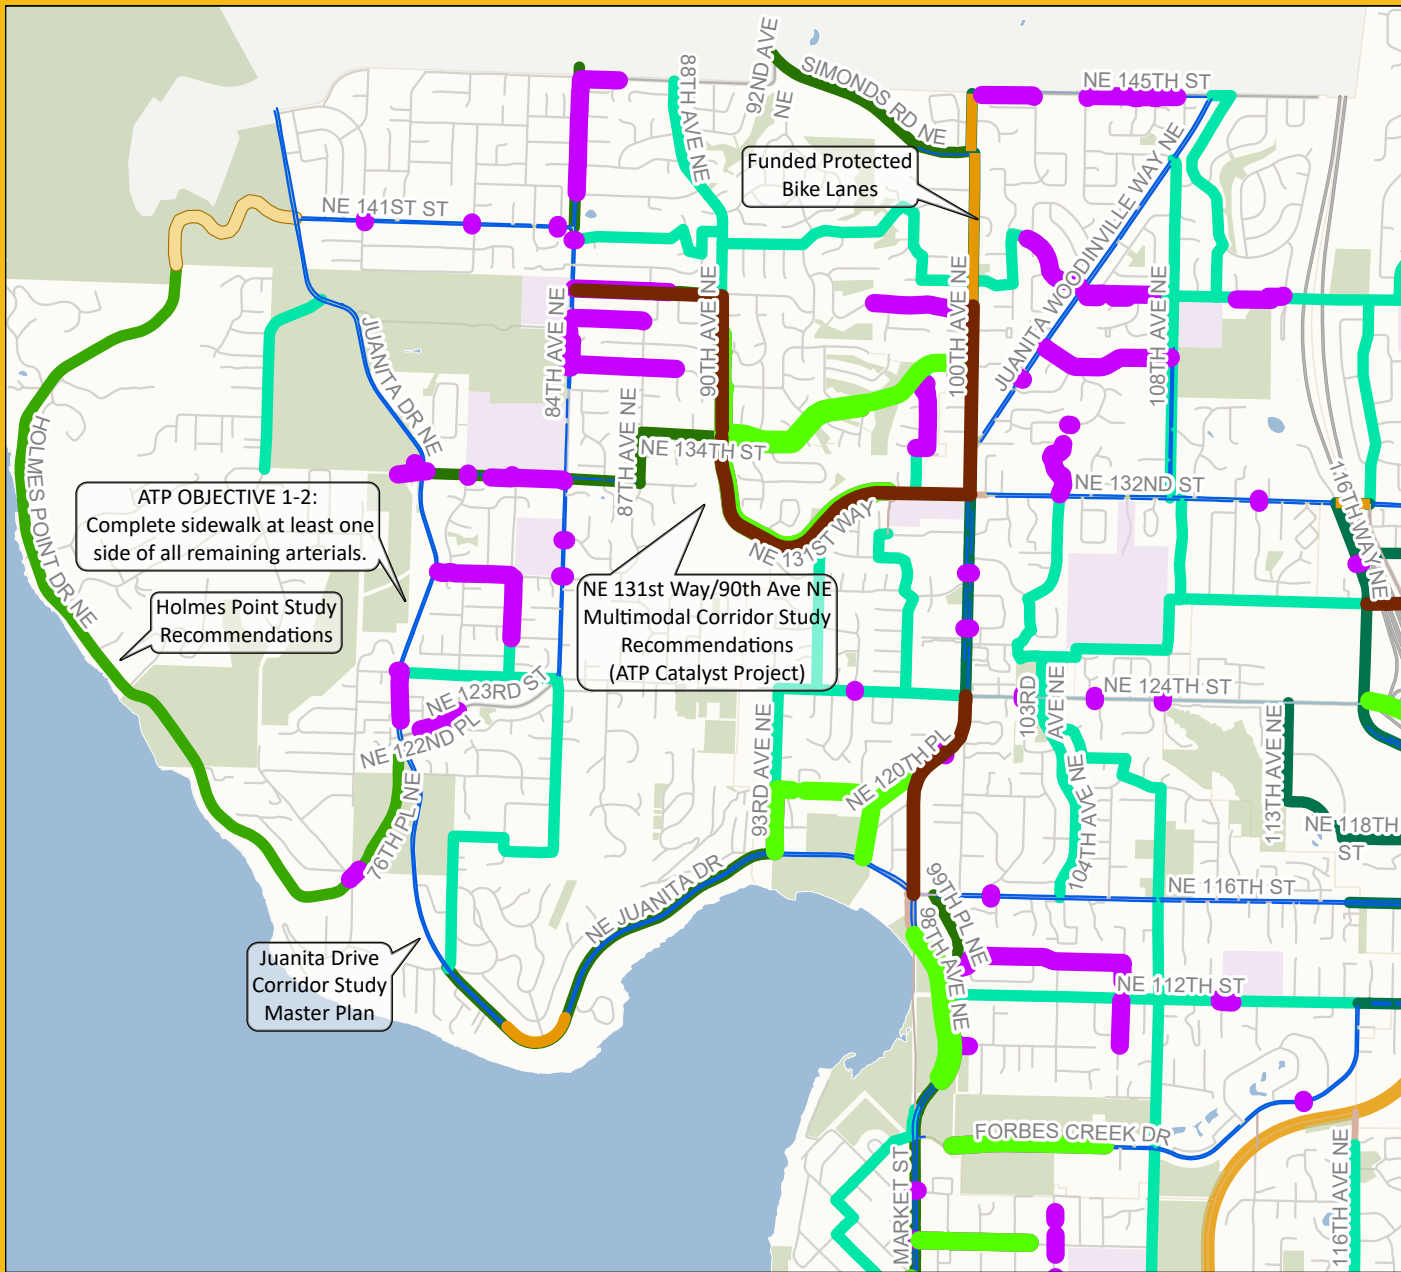 92ND AVE
NE
SIMONDS RD NE
88TH AVE NE
NE 145TH ST
Funded Protected
Bike Lanes
NE 141ST ST
JUANITA WOODINVILLE WAY NE
84TH AVE NE
90TH AVE NE
100TH AVE NE
108TH AVE NE
JUANITA DR NE
87TH AVE NE
NE 134TH ST
HOLMES POINT DR NE
ATP OBJECTIVE 1-2:
Complete sidewalk at least one
side of all remaining arterials.
NE 132ND ST
116TH WAY NE
NE 131ST WAY
Holmes Point Study
Recommendations
NE 131st Way/90th Ave NE
Multimodal Corridor Study
Recommendations
(ATP Catalyst Project)
NE 123RD ST
NE 122ND PL
NE 124TH ST
103RD
AVE NE
93RD AVE NE
NE 120TH PL
113TH AVE NE
76TH PL NE
104TH AVE NE
NE 118TH
ST
NE JUANITA DR
99TH PL NE
98TH AVE NE
NE 116TH ST
Juanita Drive
Corridor Study
Master Plan
NE 112TH ST
FORBES CREEK DR
MARKET ST
116TH AVE NE